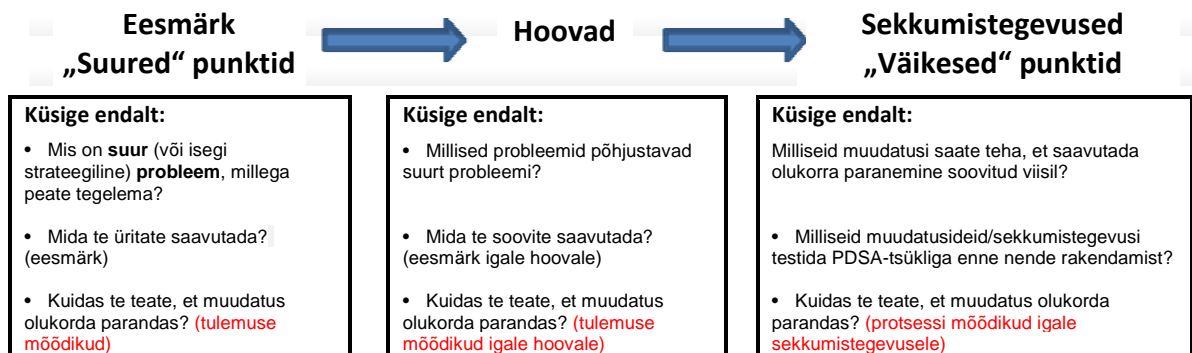 Eesmärk
„Suured“ punktid
Hoovad
Sekkumistegevused
„Väikesed“ punktid
Küsige endalt:
• Mis on suur (või isegi
strateegiline) probleem, millega
peate tegelema?
• Mida te üritate saavutada?
(eesmärk)
• Kuidas te teate, et muudatus
olukorda parandas? (tulemuse
mõõdikud)
Küsige endalt:
• Millised probleemid põhjustavad
suurt probleemi?
• Mida te soovite saavutada?
(eesmärk igale hoovale)
• Kuidas te teate, et muudatus
olukorda parandas? (tulemuse
mõõdikud igale hoovale)
Küsige endalt:
Milliseid muudatusi saate teha, et saavutada
olukorra paranemine soovitud viisil?
• Milliseid muudatusideid/sekkumistegevusi
testida PDSA-tsükliga enne nende rakendamist?
• Kuidas te teate, et muudatus olukorda
parandas? (protsessi mõõdikud igale
sekkumistegevusele)